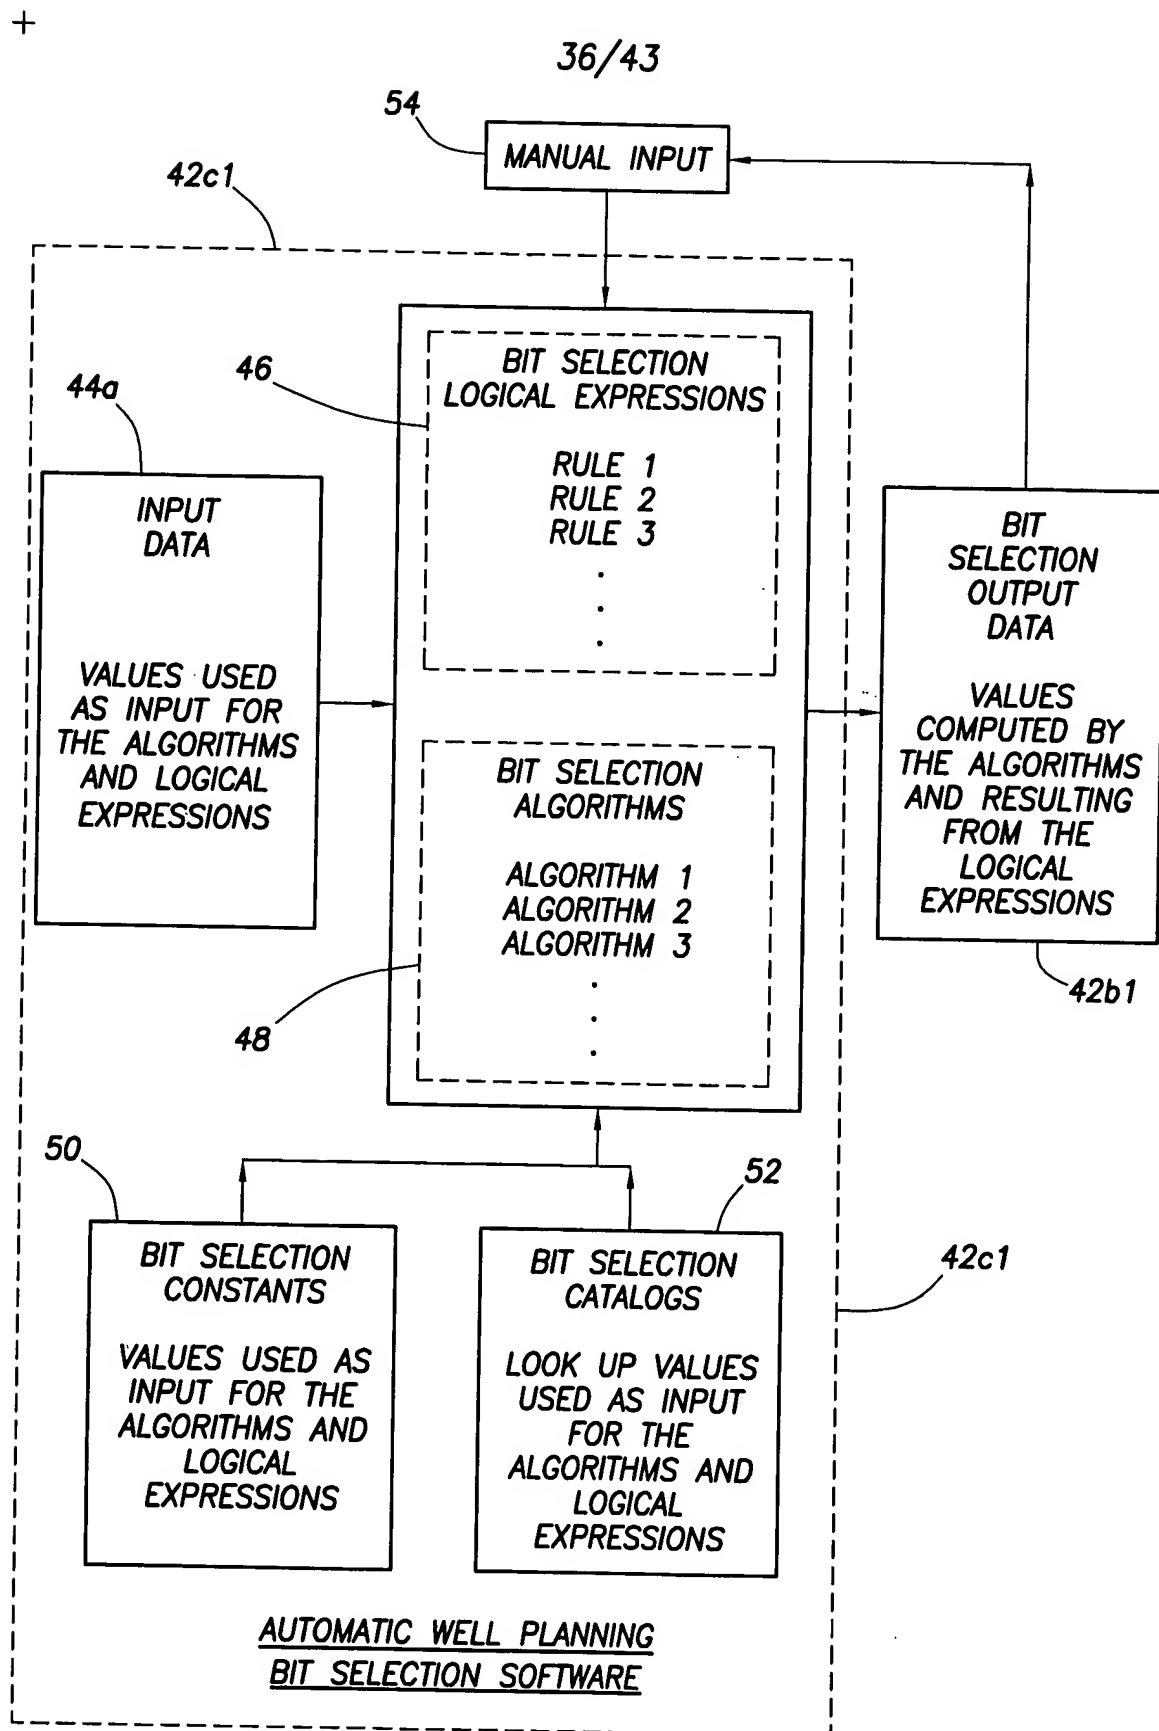 36/43
54
MANUAL INPUT
42c1
46
BIT SELECTION
LOGICAL EXPRESSIONS
RULE 1
RULE 2
RULE 3
44a
INPUT
DATA
VALUES USED
AS INPUT FOR
THE ALGORITHMS
AND LOGICAL
EXPRESSIONS
BIT
SELECTION
OUTPUT
DATA
VALUES
COMPUTED BY
THE ALGORITHMS
AND RESULTING
FROM THE
LOGICAL
EXPRESSIONS
42b1
BIT SELECTION
ALGORITHMS
ALGORITHM 1
ALGORITHM 2
ALGORITHM 3
48
50
BIT SELECTION
CONSTANTS
VALUES USED AS
INPUT FOR THE
ALGORITHMS AND
LOGICAL
EXPRESSIONS
52
BIT SELECTION
CATALOGS
LOOK UP VALUES
USED AS INPUT
FOR THE
ALGORITHMS AND
LOGICAL
EXPRESSIONS
42c1
AUTOMATIC WELL PLANNING
BIT SELECTION SOFTWARE